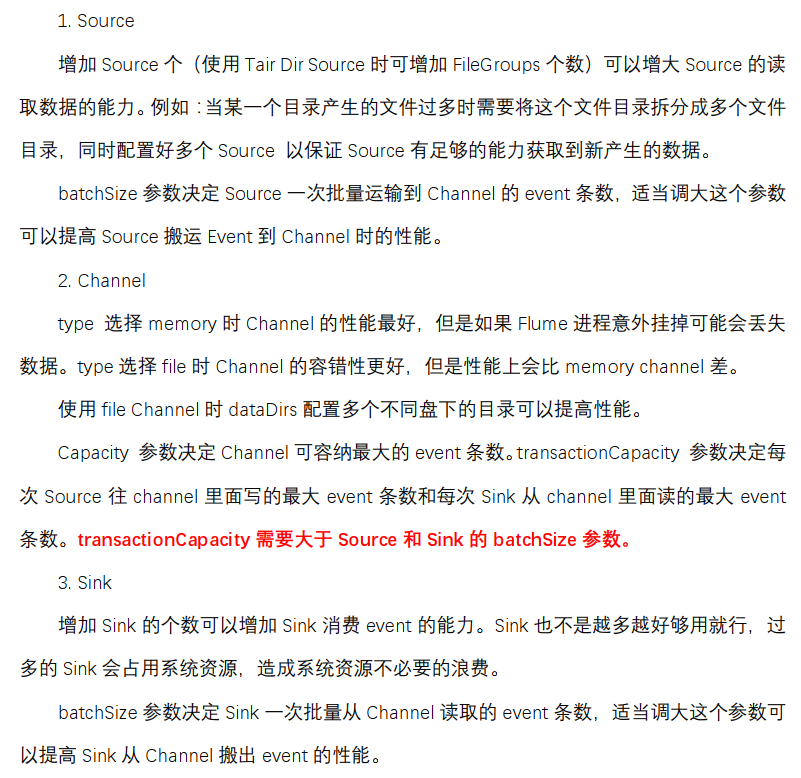 1. Source
增加 Source 个（使用 Tair Dir Source 时可增加 FileGroups 个数）可以增大 Source 的读
取数据的能力。例如：当某一个目录产生的文件过多时需要将这个文件目录拆分成多个文件
目录，同时配置好多个 Source 以保证 Source 有足够的能力获取到新产生的数据。
batchSize 参数决定 Source 一次批量运输到 Channel 的 event 条数，适当调大这个参数
可以提高 Source 搬运 Event 到 Channel 时的性能。
2. Channel
type 选择 memory 时 Channel 的性能最好，但是如果 Flume 进程意外挂掉可能会丢失
数据。type 选择 file 时 Channel 的容错性更好，但是性能上会比 memory channel 差。
使用 file Channel 时 dataDirs 配置多个不同盘下的目录可以提高性能。
Capacity 参数决定 Channel 可容纳最大的 event 条数。transactionCapacity 参数决定每
次 Source 往 channel 里面写的最大 event 条数和每次 Sink 从 channel 里面读的最大 event
条数。transactionCapacity 需要大于 Source 和 Sink 的 batchSize 参数。
3. Sink
增加 Sink 的个数可以增加 Sink 消费 event 的能力。Sink 也不是越多越好够用就行，过
多的 Sink 会占用系统资源，造成系统资源不必要的浪费。
batchSize 参数决定 Sink 一次批量从 Channel 读取的 event 条数，适当调大这个参数可
以提高 Sink 从 Channel 搬出 event 的性能。